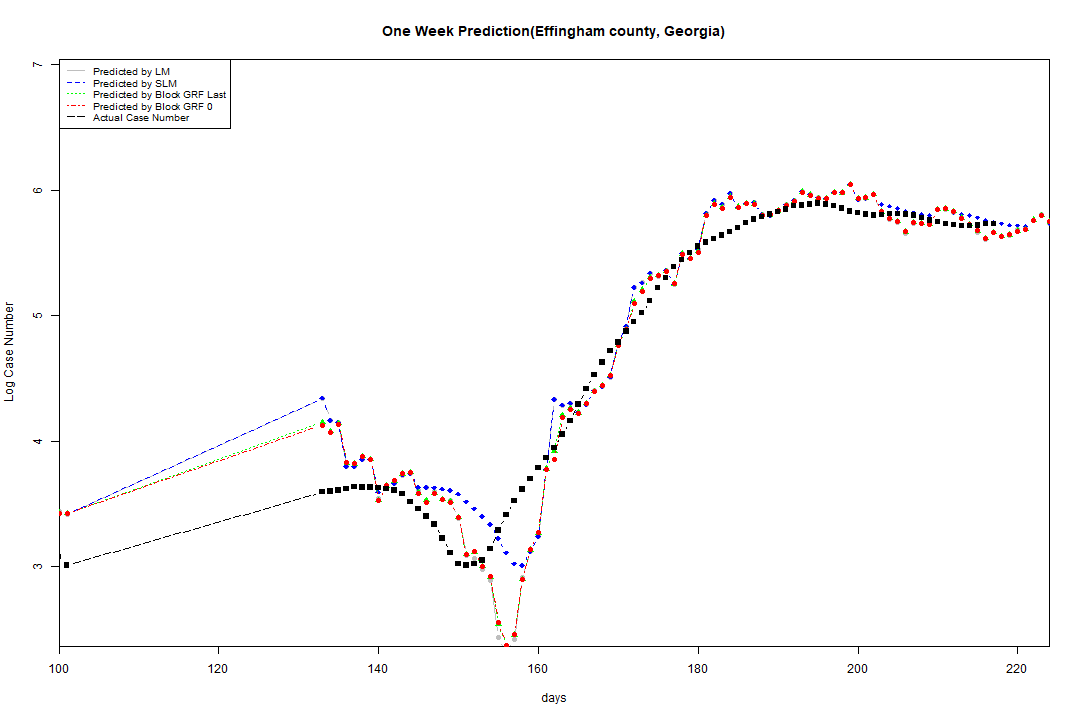 One Week Prediction(Effingham county, Georgia)
Predicted by LM
Predicted by SLM
Predicted by Block GRF Last
Predicted by Block GRF 0
Actual Case Number
7
6
5
4
3
Log Case Number
100 120 140 160 180 200 220
days